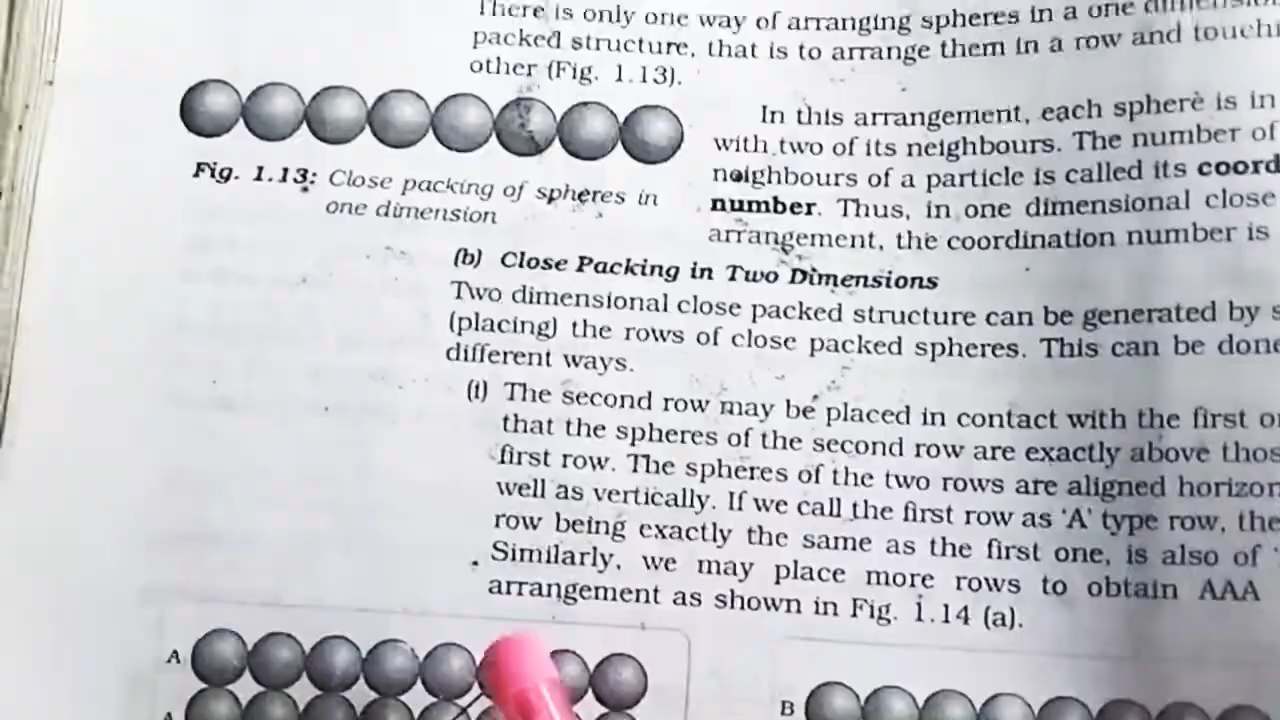 There is only one way of arranging spheres in a one
packed structure, that is to arrange them in a row and
other (Fig. 1.13).
Fig. 1.13: Close packing of spheres in
one dimension
In this arrangement, each sphere is in
with two of its neighbours. The number of
neighbours of a particle is called its coord
number. Thus, in one dimensional close
arrangement, the coordination number is
(b) Close Packing in Two Dimensions
Two dimensional close packed structure can be generated by s
(placing) the rows of close packed spheres. This can be done
different ways.
(i) The second row may be placed in contact with the first
that the spheres of the second row are exactly above thos
first row. The spheres of the two rows are aligned horizon
well as vertically. If we call the first row as 'A' type row, the
row being exactly the same as the first one, is also of
Similarly, we may place more rows to obtain AAA
arrangement as shown in Fig. 1.14 (a).
A
B